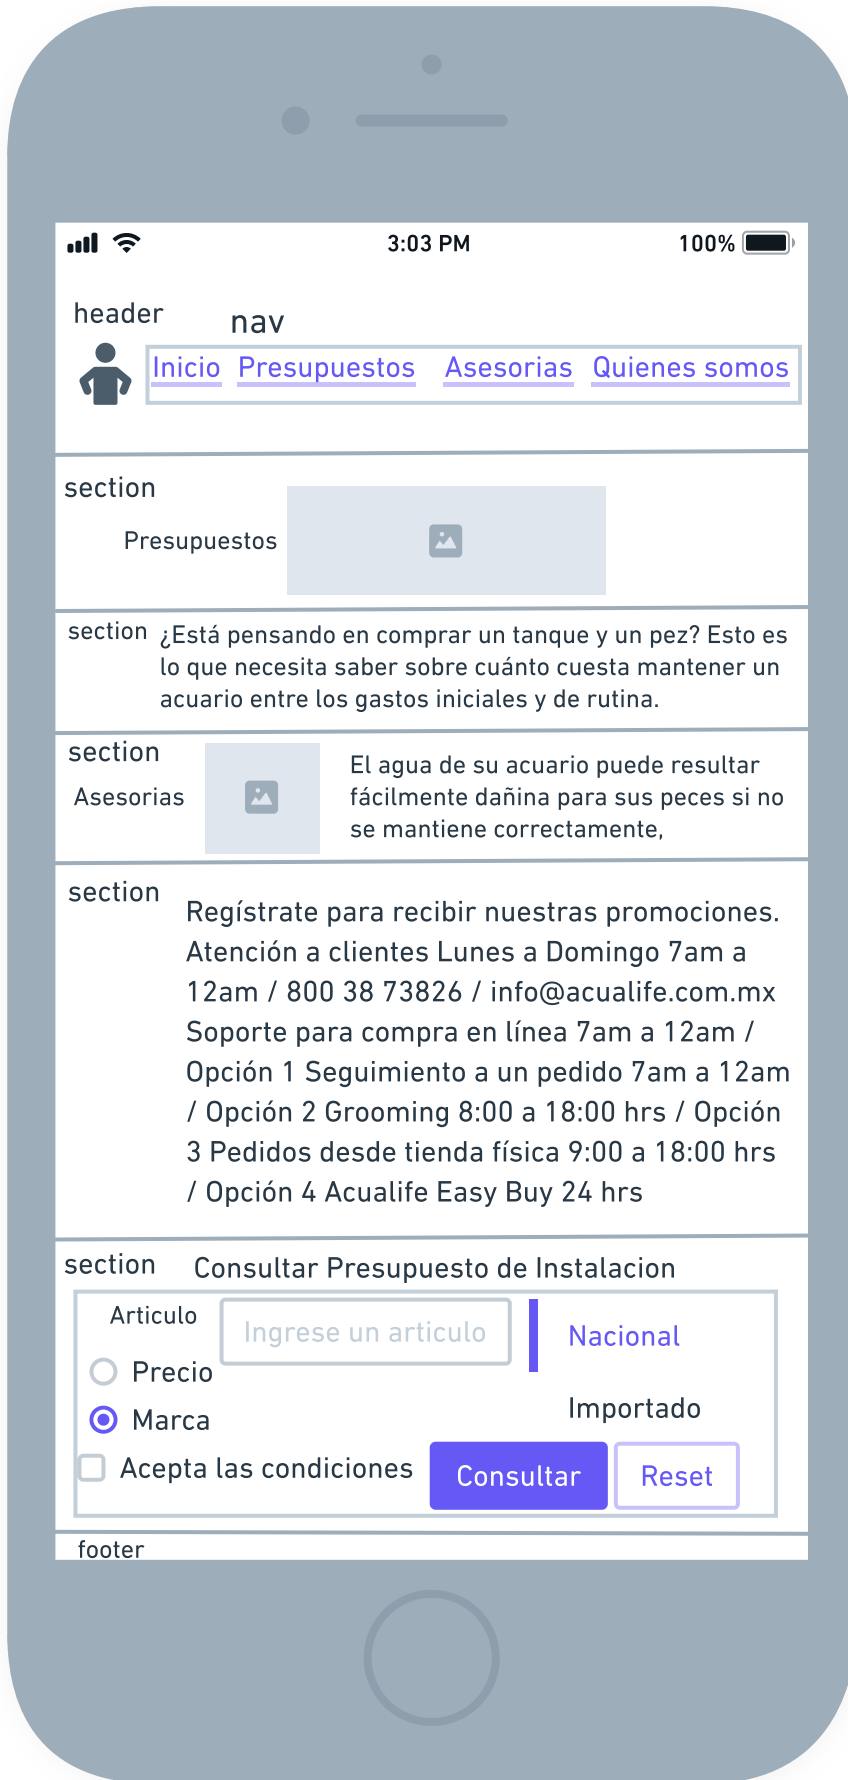 3:03 PM 100%
header
nav
Inicio Presupuestos Asesorias Quienes somos
section
Presupuestos
section
¿Está pensando en comprar un tanque y un pez? Esto es
lo que necesita saber sobre cuánto cuesta mantener un
acuario entre los gastos iniciales y de rutina.
section
Asesorias
El agua de su acuario puede resultar
fácilmente dañina para sus peces si no
se mantiene correctamente,
section
Regístrate para recibir nuestras promociones.
Atención a clientes Lunes a Domingo 7am a
12am / 800 38 73826 / info@acualife.com.mx
Soporte para compra en línea 7am a 12am /
Opción 1 Seguimiento a un pedido 7am a 12am
/ Opción 2 Grooming 8:00 a 18:00 hrs / Opción
3 Pedidos desde tienda física 9:00 a 18:00 hrs
/ Opción 4 Acualife Easy Buy 24 hrs
section
Consultar Presupuesto de Instalacion
Articulo
Ingrese un articulo
Nacional
Precio
Importado
Marca
Acepta las condiciones
Consultar
Reset
footer